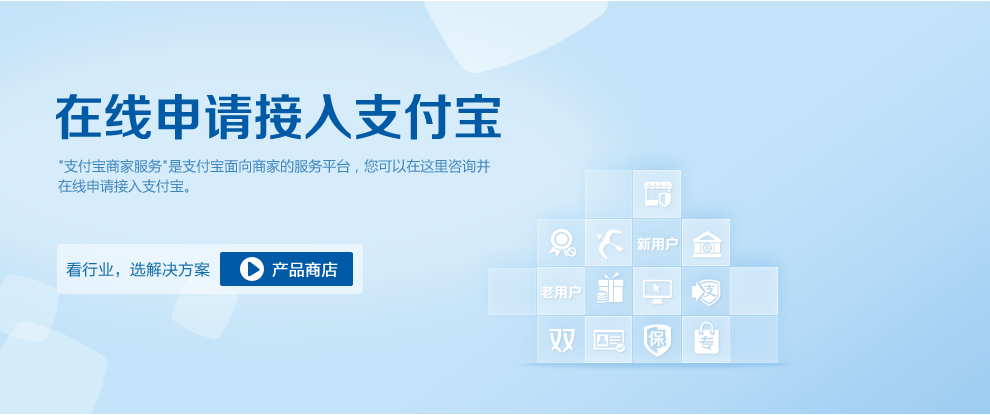 在线申请接入支付宝
"支付宝商家服务"是支付宝面向商家的服务平台，您可以在这里咨询并
在线申请接入支付宝。
新用户
看行业，选解决方案
产品商店
老用户
支
双
保
专